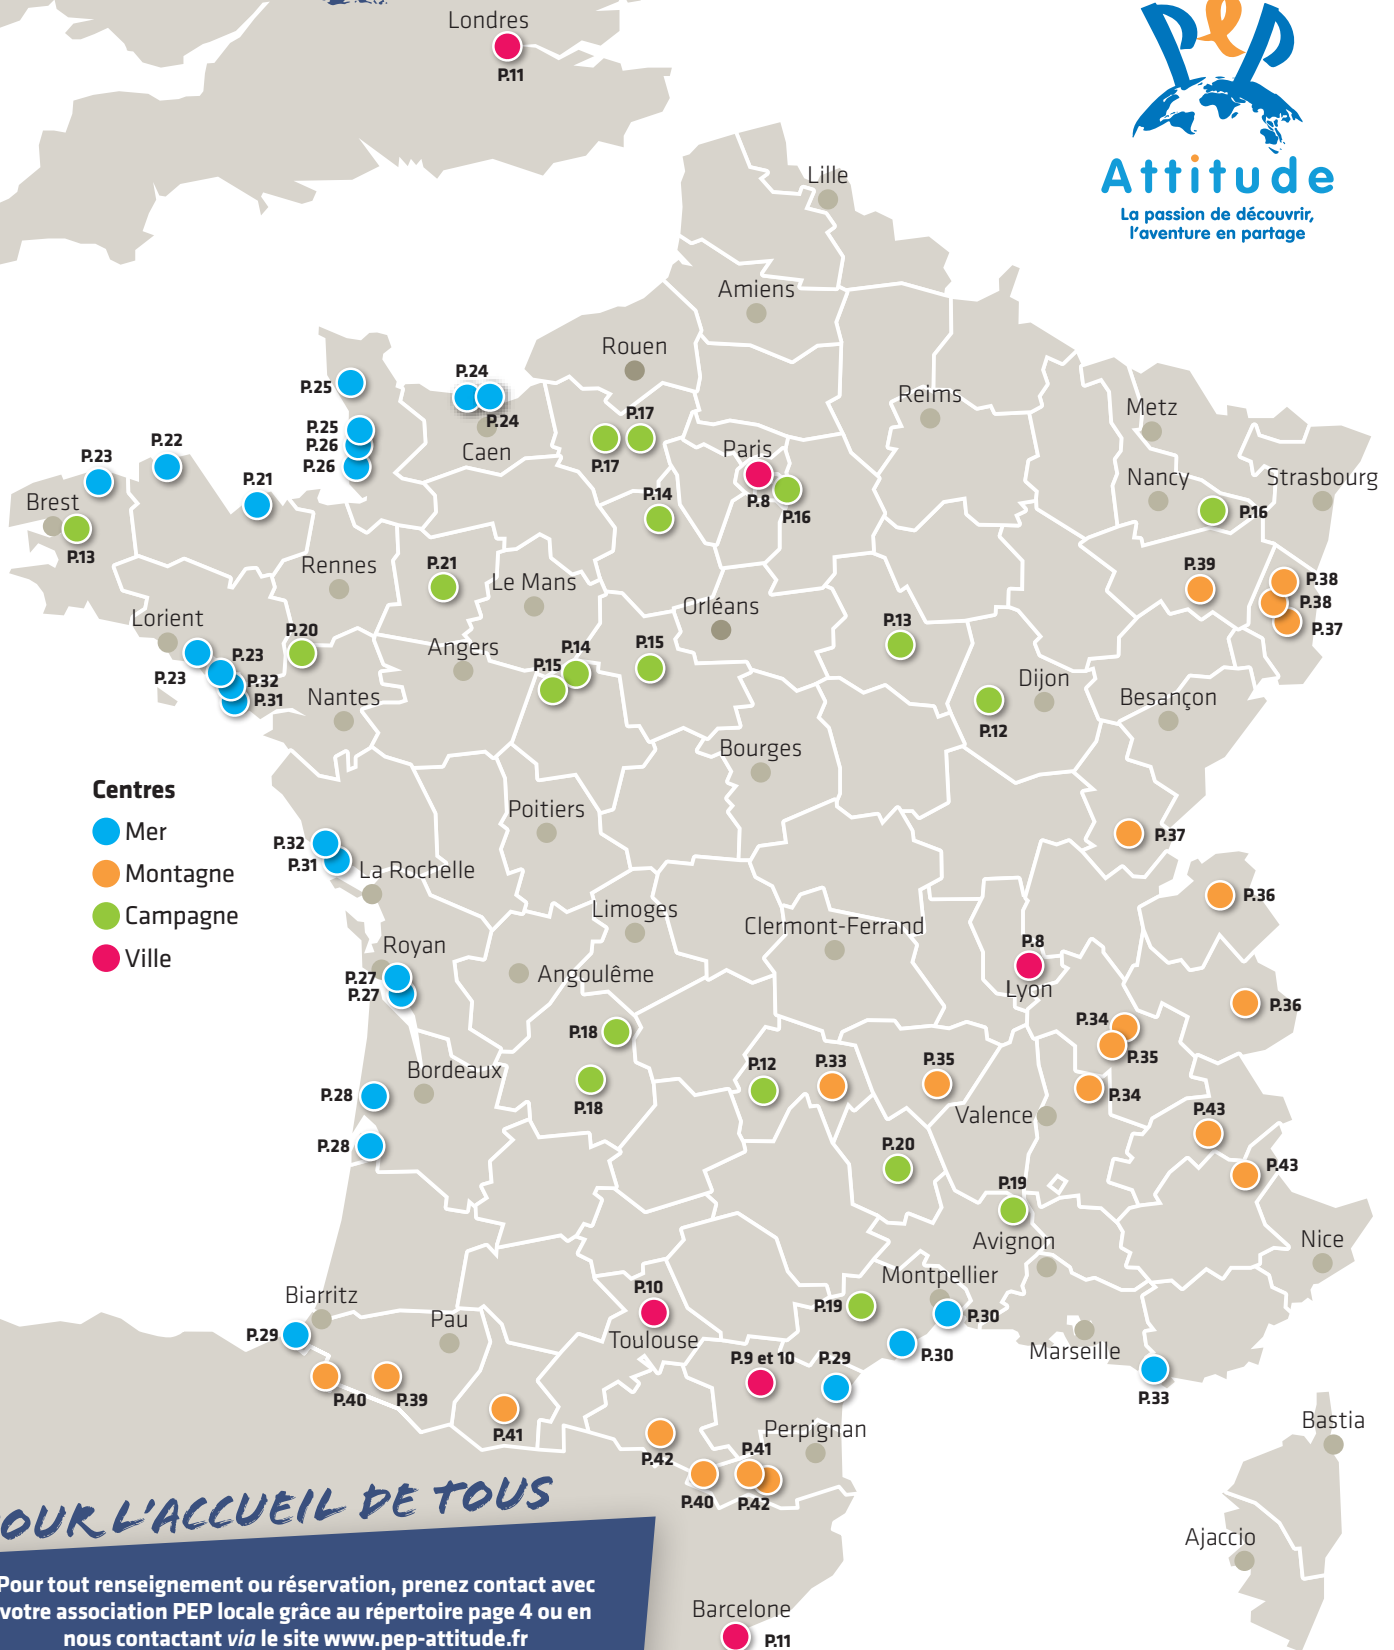 Londres
P.11
pep
Attitude
La passion de découvrir,
l'aventure en partage
Lille
Amiens
Rouen
P.24
P.25
Reims
P.24
Metz
P.17
P.25
P.26
P.22
Caen
Paris
P.23
P.26
P.17
P.21
Nancy
Strasbourg
P.14
P.8
Brest
P.16
P.16
P.13
Rennes
P.21
P.39
Le Mans
P.38
P.38
Orléans
Lorient
P.13
P.20
P.37
P.15
P.14
Angers
P.23
P.15
P.23
Dijon
P.32
Nantes
P.31
Besançon
P.12
Bourges
Centres
Mer
Montagne
Campagne
Ville
Poitiers
P.37
P.32
P.31
La Rochelle
P.36
Limoges
Clermont-Ferrand
P.8
Royan
Angoulême
P.27
P.27
Lyon
P.36
P.34
P.18
P.35
P.35
P.33
P.12
Bordeaux
P.28
P.34
P.18
Valence
P.43
P.28
P.20
P.43
P.19
Avignon
Nice
Montpellier
P.10
Biarritz
P.19
P.30
Pau
P.29
Toulouse
Marseille
P.30
P.9 et 10
P.29
P.40
P.39
P.33
Bastia
Perpignan
P.41
P.41
P.42
P.40
P.42
OUR L'ACCUEIL DE TOUS
Ajaccio
Pour tout renseignement ou réservation, prenez contact avec
votre association PEP locale grâce au répertoire page 4 ou en
nous contactant via le site www.pep-attitude.fr
Barcelone
P.11